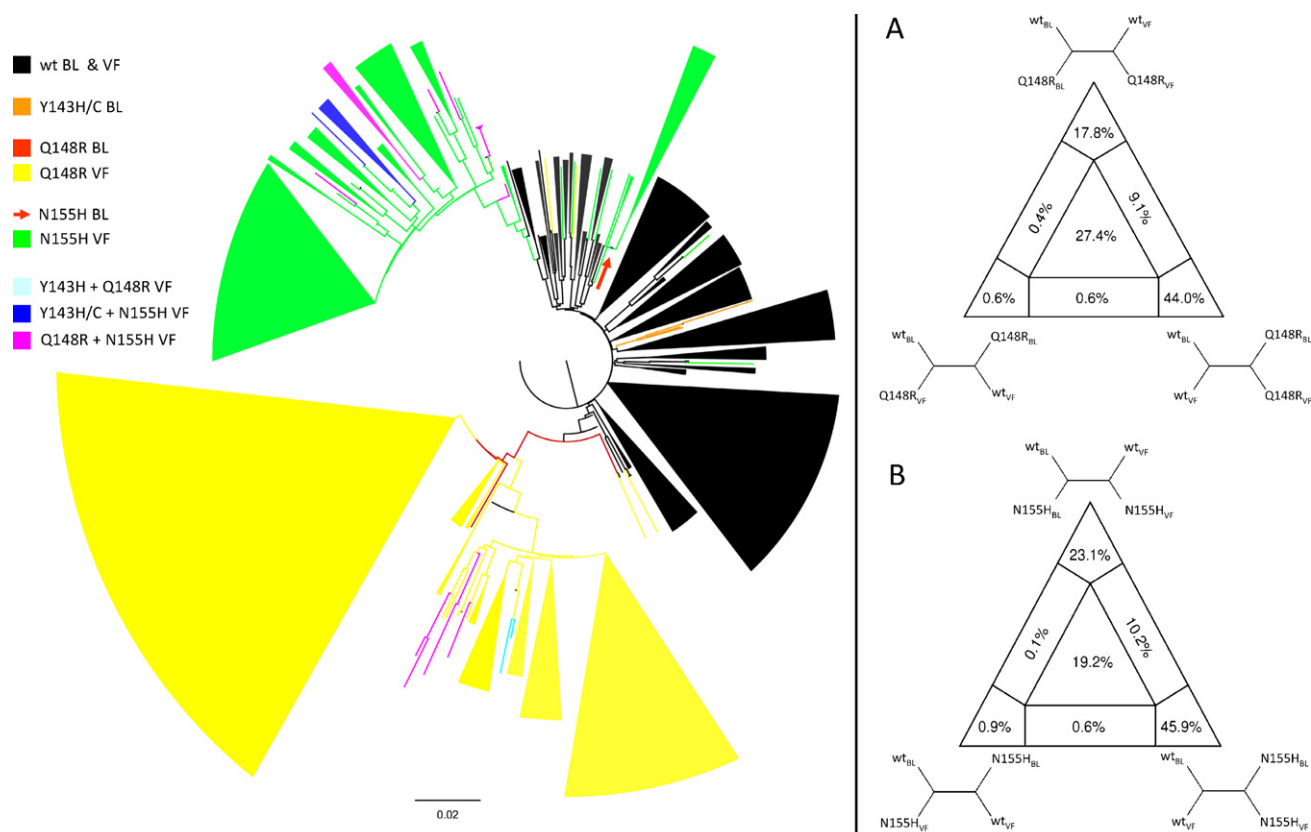 wt BL & VF
Y143H/C BL
Q148R BL
Q148R VF
N155H BL
N155H VF
Y143H + Q148R VF
Y143H/C + N155H VF
Q148R + N155H VF
0.02
A
wtBL wtVF
Q148RBL Q148RVF
17.8%
0.4% 9.1%
27.4%
0.6% 0.6% 44.0%
wtBL Q148RBL wtBL Q148RBL
Q148RVF wtVF wtVF Q148RVF
B
wtBL wtVF
N155HBL N155HVF
23.1%
0.1% 10.2%
19.2%
0.9% 0.6% 45.9%
wtBL N155HBL wtBL N155HBL
N155HVF wtVF wtVF N155HVF